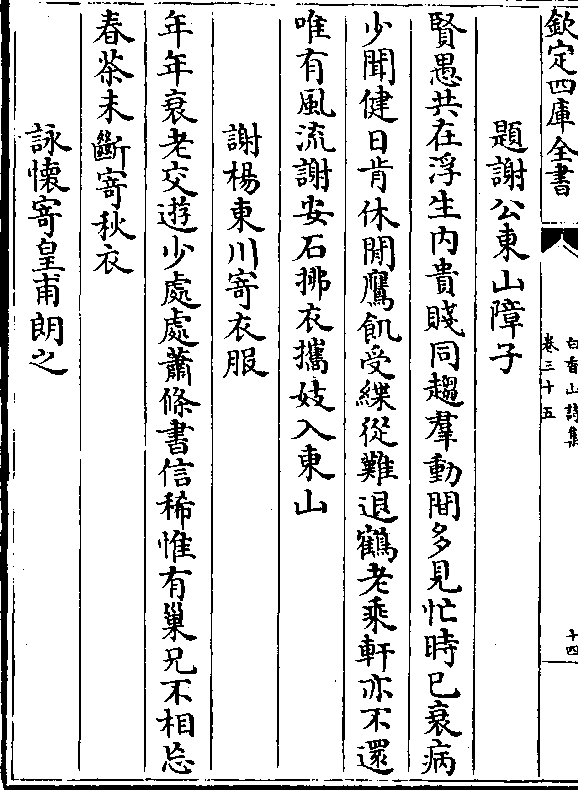 欽定四庫全書
白香山詩集
卷三十五
十四
題謝公東山障子
賢愚共在浮生内貴賤同趨羣動間多見忙時已衰病
少聞健日肯休閒鷹飢受緤從難退鶴老乘軒亦不還
唯有風流謝安石拂衣攜妓入東山
謝楊東川寄衣服
年年衰老交遊少處處蕭條書信稀惟有巢兄不相忘
春茶未斷寄秋衣
詠懷寄皇甫朗之